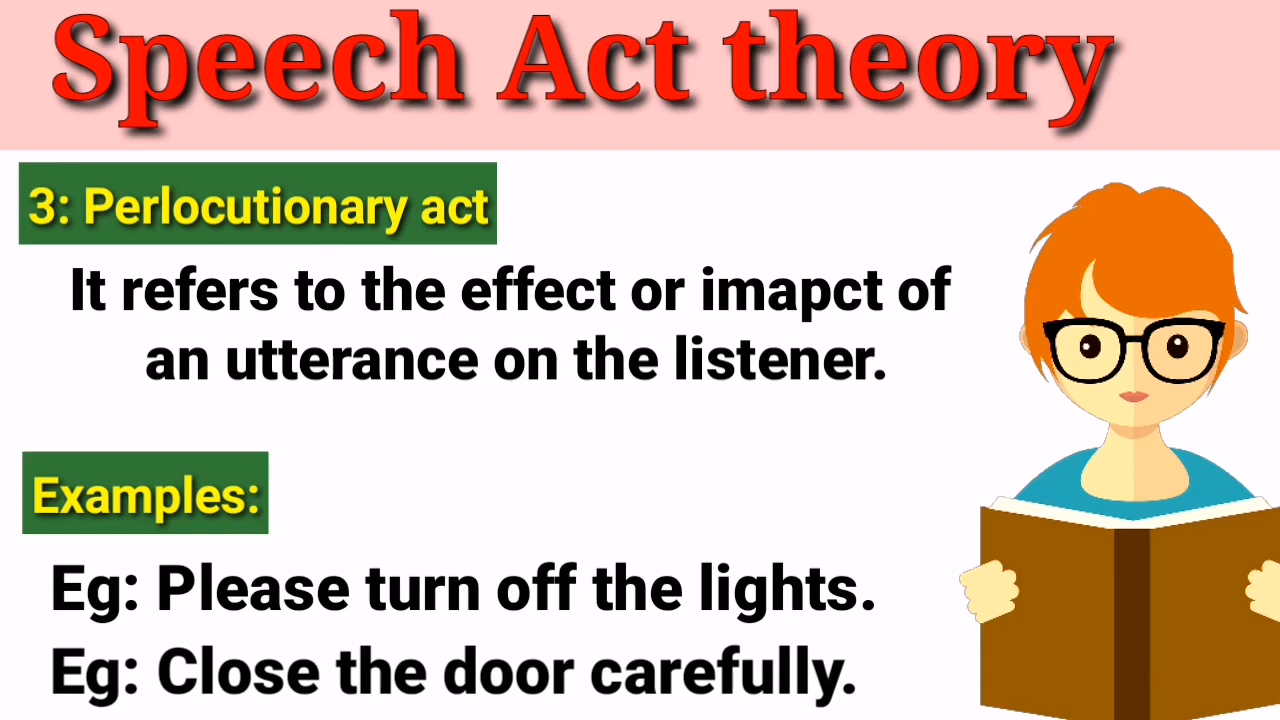 Speech Act theory
3: Perlocutionary act
It refers to the effect or imapct of
an utterance on the listener.
Examples:
Eg: Please turn off the lights.
Eg: Close the door carefully.